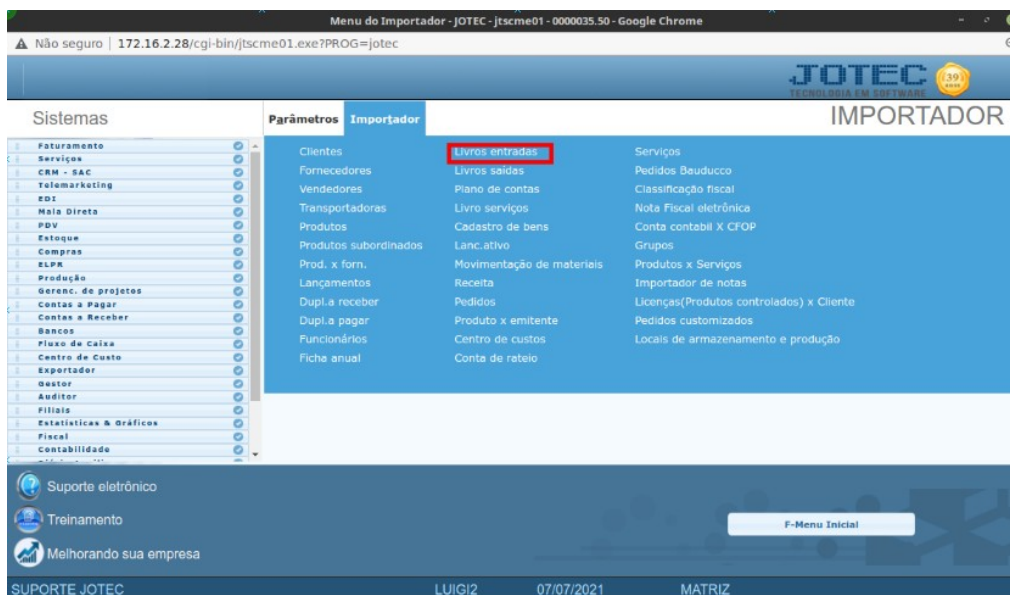 Menu do Importador - JOTEC - jtscme01 - 0000035.50 - Google Chrome
Não seguro | 172.16.2.28/cgi-bin/jtscme01.exe?PROG=jotec
JOTEC
TECNOLOGIA EM SOFTWARE
39
anos
Sistemas
Parâmetros Importador
IMPORTADOR
Faturamento
Serviços
CRM - SAC
Telemarketing
EDI
Mala Direta
PDV
Estoque
Compras
ELPR
Produção
Gerenc. de projetos
Contas a Pagar
Contas a Receber
Bancos
Fluxo de Caixa
Centro de Custo
Exportador
Gestor
Auditor
Filiais
Estatísticas & Gráficos
Fiscal
Contabilidade
Clientes
Fornecedores
Vendedores
Transportadoras
Produtos
Produtos subordinados
Prod. x forn.
Lançamentos
Dupl.a receber
Dupl.a pagar
Funcionários
Ficha anual
Livros entradas
Livros saídas
Plano de contas
Livro serviços
Cadastro de bens
Lanc.ativo
Movimentação de materiais
Receita
Pedidos
Produto x emitente
Centro de custos
Conta de rateio
Serviços
Pedidos Bauducco
Classificação fiscal
Nota Fiscal eletrônica
Conta contabil X CFOP
Grupos
Produtos x Serviços
Importador de notas
Licenças(Produtos controlados) x Cliente
Pedidos customizados
Locais de armazenamento e produção
Suporte eletrônico
Treinamento
Melhorando sua empresa
F-Menu Inicial
SUPORTE JOTEC LUIGI2 07/07/2021 MATRIZ